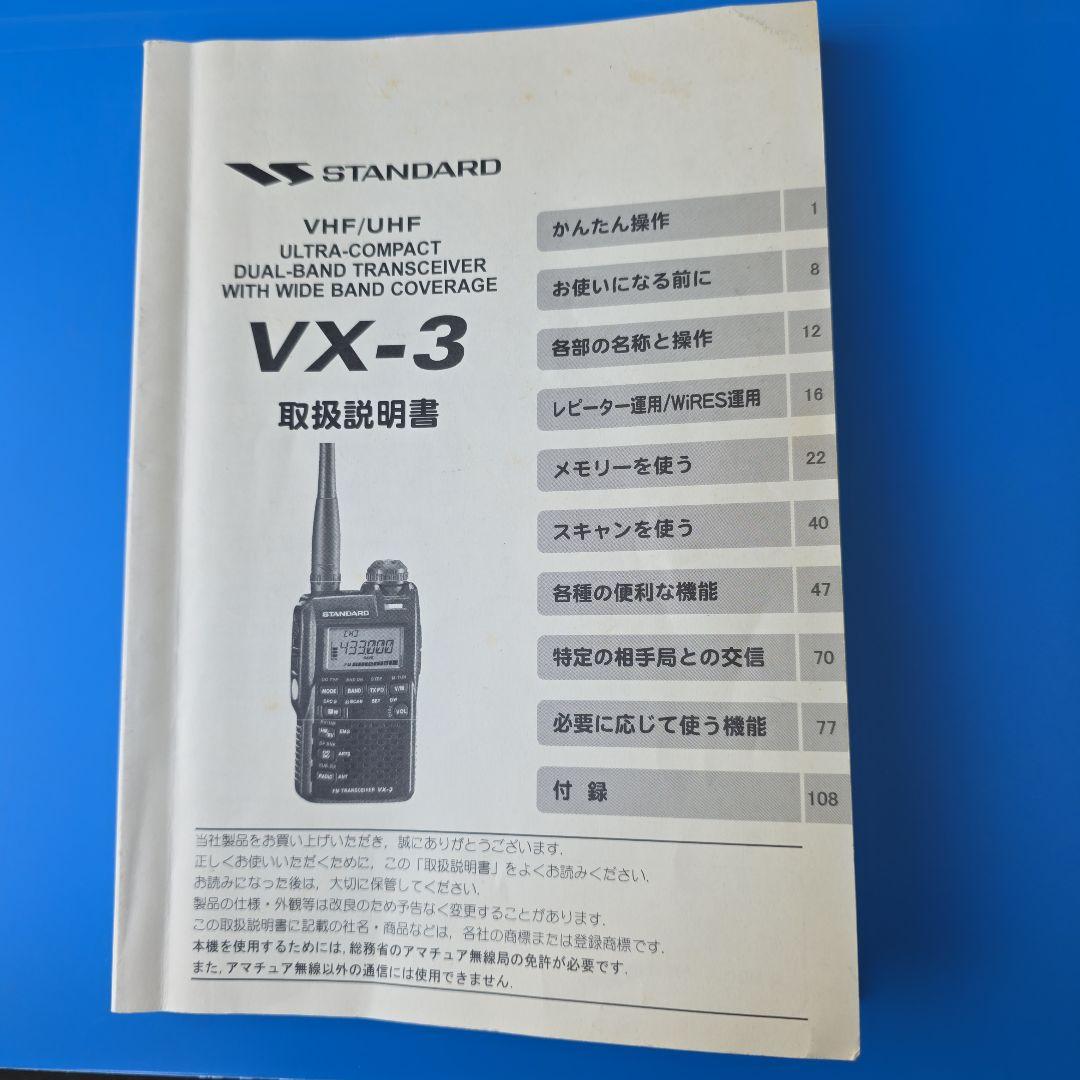 STANDARD
VHF/UHF
ULTRA-COMPACT
DUAL-BAND TRANSCEIVER
WITH WIDE BAND COVERAGE
VX-3
取扱説明書
STANDARD
433.000
MODE BAND TXPO V/M
VOL
EMG
RADIO
FM TRANSCEIVER VX-3
かんたん操作 1
お使いになる前に 8
各部の名称と操作 12
レピーター運用/WiRES運用 16
メモリーを使う 22
スキャンを使う 40
各種の便利な機能 47
特定の相手局との交信 70
必要に応じて使う機能 77
付 録 108
当社製品をお買い上げいただき,誠にありがとうございます.
正しくお使いいただくために,この「取扱説明書」をよくお読みください.
お読みになった後は,大切に保管してください.
製品の仕様・外観等は改良のため予告なく変更することがあります.
この取扱説明書に記載の社名・商品名などは,各社の商標または登録商標です.
本機を使用するためには,総務省のアマチュア無線局の免許が必要です.
また,アマチュア無線以外の通信には使用できません.